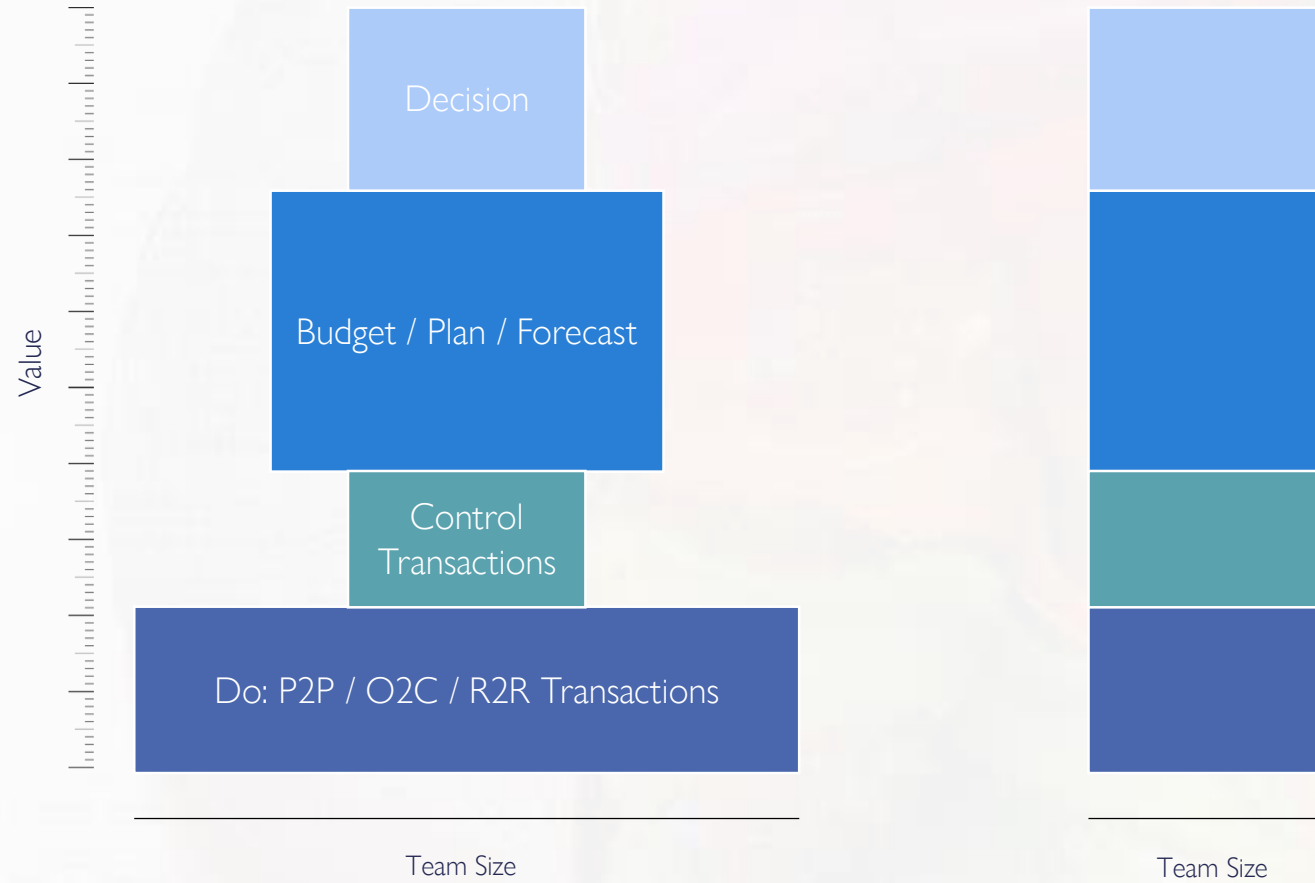 Value
Decision
Budget / Plan / Forecast
Control
Transactions
Do: P2P / O2C / R2R Transactions
Team Size
Team Size